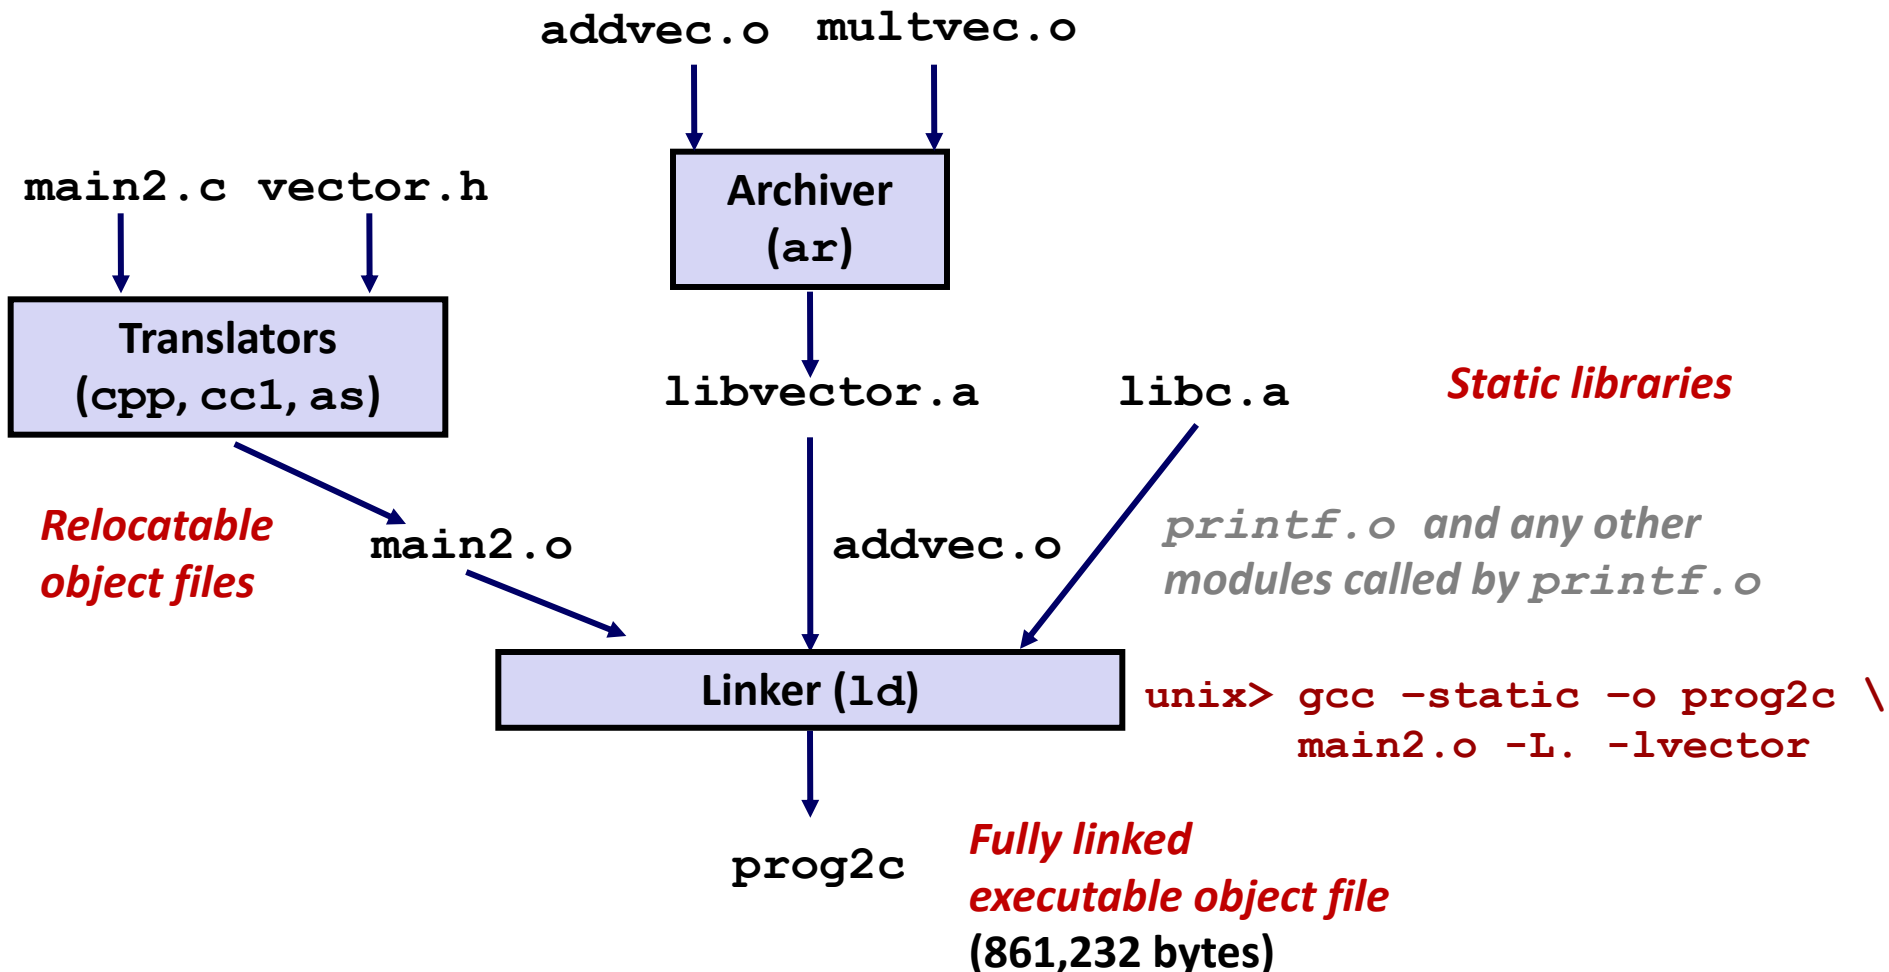 addvec.o multvec.o
main2.c vector.h
Archiver
(ar)
Translators
(cpp, cc1, as)
libvector.a
libc.a
Static libraries
Relocatable
object files
main2.o
addvec.o
printf.o and any other
modules called by printf.o
Linker (ld)
unix> gcc –static –o prog2c \
main2.o -L. -lvector
prog2c
Fully linked
executable object file
(861,232 bytes)